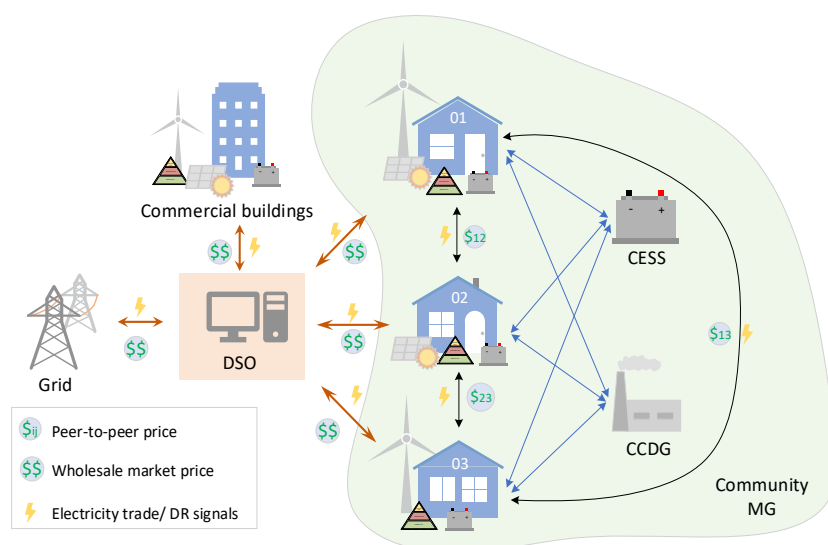 01
Commercial buildings
$$
$$
$12
CESS
02
$$
$$
DSO
$13
Grid
$23
CCDG
$$
03
$ij Peer-to-peer price
$$ Wholesale market price
Electricity trade/ DR signals
Community
MG
- +